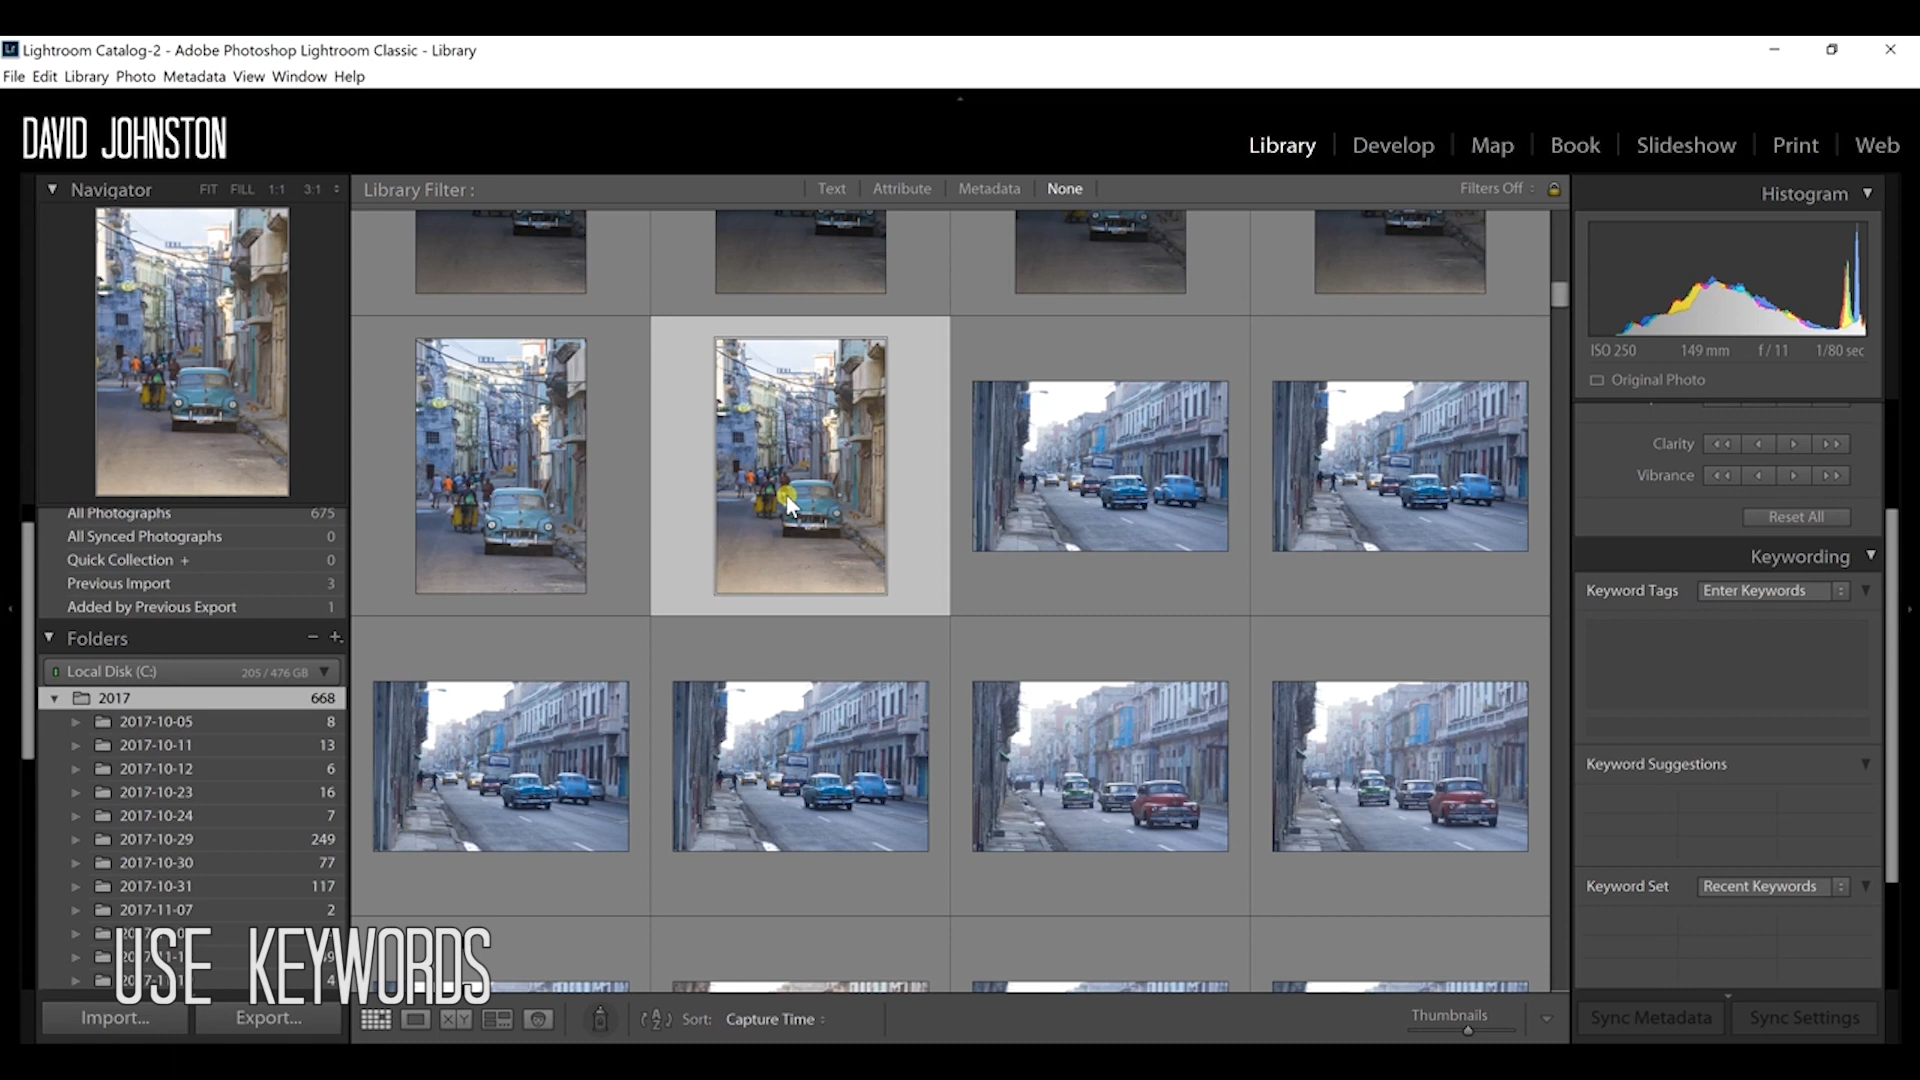 Lightroom Catalog-2 - Adobe Photoshop Lightroom Classic - Library
File Edit Library Photo Metadata View Window Help
DAVID JOHNSTON
Library Develop Map Book Slideshow Print Web
Navigator FIT FILL 1:1 3:1
Library Filter : Text Attribute Metadata None Filters Off
Histogram
ISO 250 149 mm f / 11 1/80 sec
Original Photo
Clarity
Vibrance
Reset All
Keywording
Keyword Tags Enter Keywords
Keyword Suggestions
Keyword Set Recent Keywords
All Photographs 675
All Synced Photographs 0
Quick Collection + 0
Previous Import 3
Added by Previous Export 1
Folders
Local Disk (C:) 205 / 476 GB
2017 668
2017-10-05 8
2017-10-11 13
2017-10-12 6
2017-10-23 16
2017-10-24 7
2017-10-29 249
2017-10-30 77
2017-10-31 117
2017-11-07 2
USE KEYWORDS
Import... Export...
Sort: Capture Time
Thumbnails
Sync Metadata Sync Settings